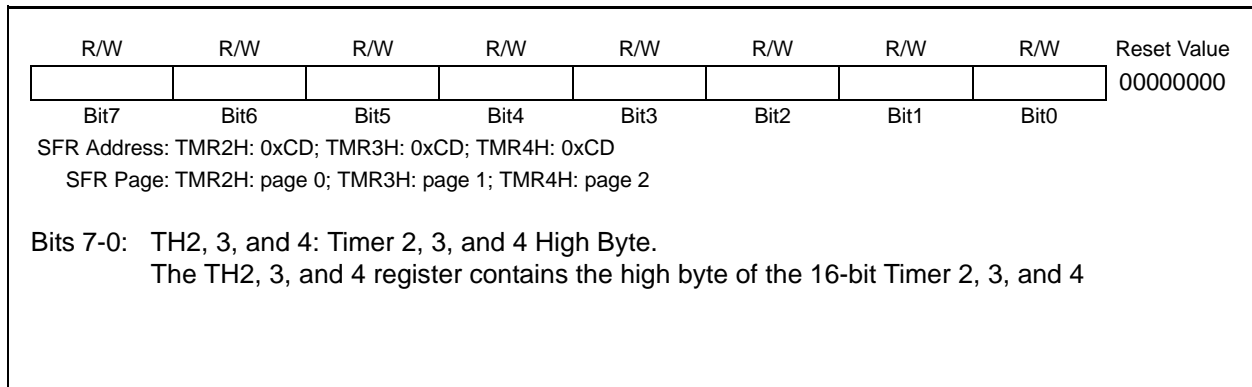 R/W R/W R/W R/W R/W R/W R/W R/W Reset Value
00000000
Bit7 Bit6 Bit5 Bit4 Bit3 Bit2 Bit1 Bit0
SFR Address: TMR2H: 0xCD; TMR3H: 0xCD; TMR4H: 0xCD
SFR Page: TMR2H: page 0; TMR3H: page 1; TMR4H: page 2
Bits 7-0: TH2, 3, and 4: Timer 2, 3, and 4 High Byte.
The TH2, 3, and 4 register contains the high byte of the 16-bit Timer 2, 3, and 4